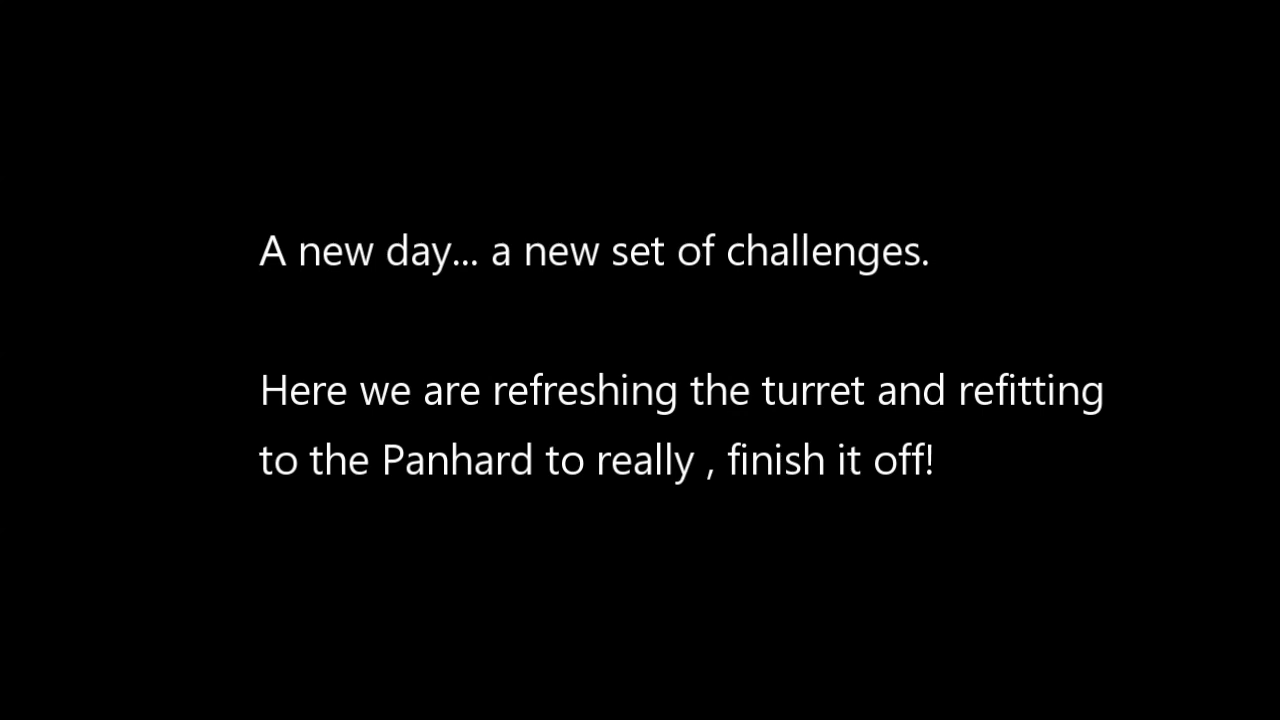 A new day... a new set of challenges.
Here we are refreshing the turret and refitting
to the Panhard to really , finish it off!